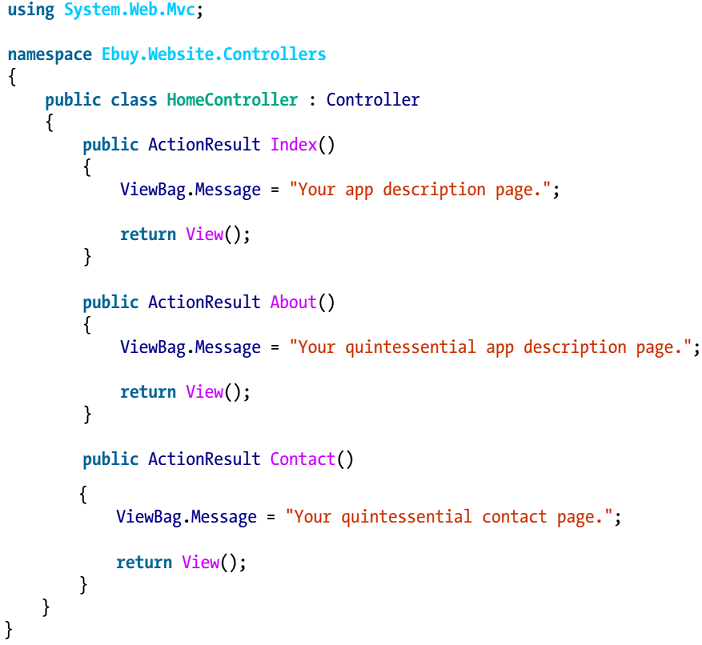 using System.Web.Mvc;
namespace Ebuy.Website.Controllers
{
    public class HomeController : Controller
    {
        public ActionResult Index()
        {
            ViewBag.Message = "Your app description page.";
            return View();
        }
        public ActionResult About()
        {
            ViewBag.Message = "Your quintessential app description page.";
            return View();
        }
        public ActionResult Contact()
        {
            ViewBag.Message = "Your quintessential contact page.";
            return View();
        }
    }
}